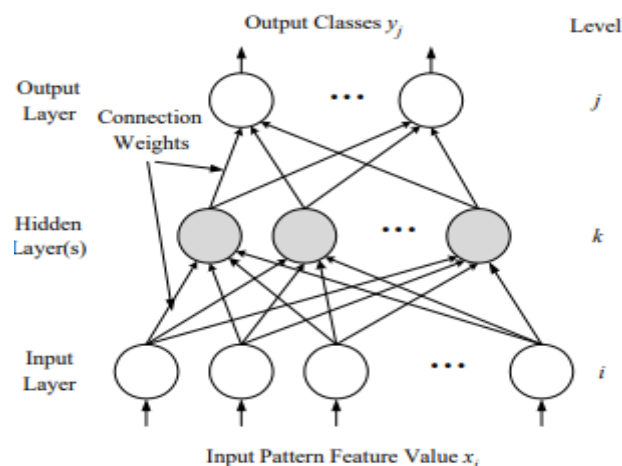 Output Classes y_j
Level
Output
Layer
• • •
j
Connection
Weights
Hidden
Layer(s)
• • •
k
Input
Layer
• • •
i
Input Pattern Feature Value x_i